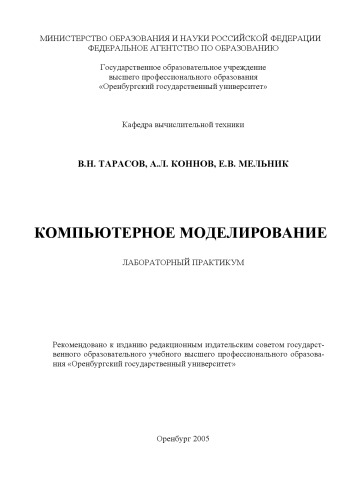 МИНИСТЕРСТВО ОБРАЗОВАНИЯ И НАУКИ РОССИЙСКОЙ ФЕДЕРАЦИИ
ФЕДЕРАЛЬНОЕ АГЕНТСТВО ПО ОБРАЗОВАНИЮ
Государственное образовательное учреждение
высшего профессионального образования
«Оренбургский государственный университет»
Кафедра вычислительной техники
В.Н. ТАРАСОВ, А.Л. КОННОВ, Е.В. МЕЛЬНИК
КОМПЬЮТЕРНОЕ МОДЕЛИРОВАНИЕ
ЛАБОРАТОРНЫЙ ПРАКТИКУМ
Рекомендовано к изданию редакционным издательским советом государст-
венного образовательного учебного высшего профессионального образова-
ния «Оренбургский государственный университет»
Оренбург 2005